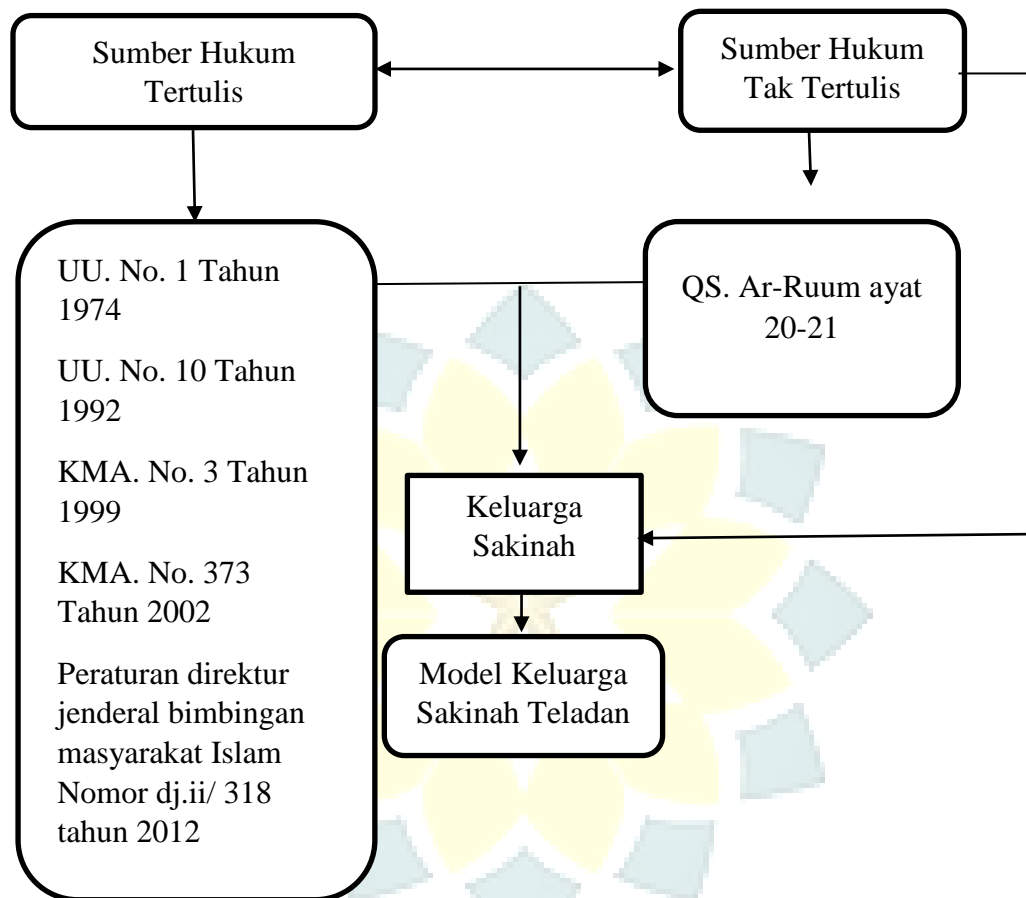 Sumber Hukum
Tertulis
Sumber Hukum
Tak Tertulis
UU. No. 1 Tahun
1974
UU. No. 10 Tahun
1992
KMA. No. 3 Tahun
1999
KMA. No. 373
Tahun 2002
Peraturan direktur
jenderal bimbingan
masyarakat Islam
Nomor dj.ii/ 318
tahun 2012
QS. Ar-Ruum ayat
20-21
Keluarga
Sakinah
Model Keluarga
Sakinah Teladan